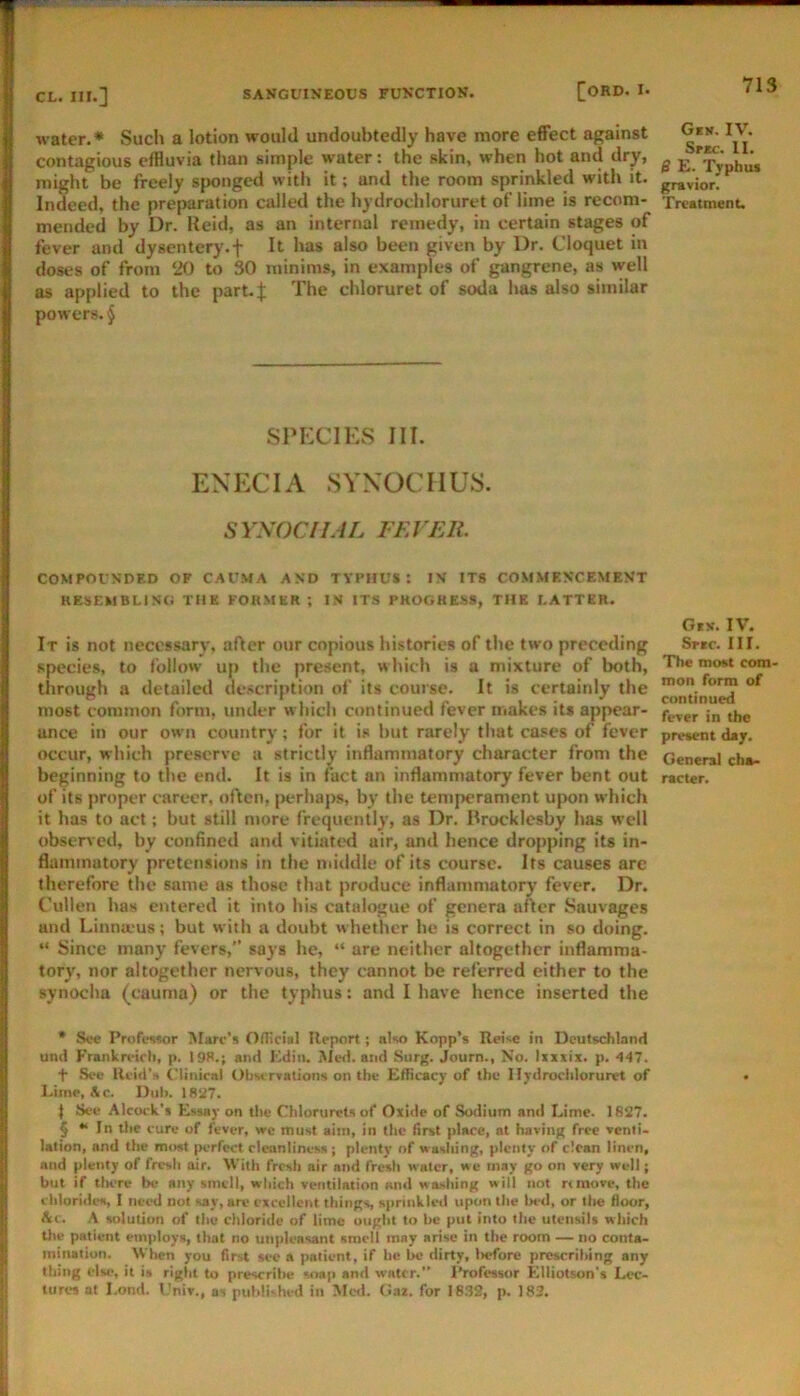 CL. III.] SANGUINEOUS FUNCTION. [ORD. I. 713
water.* Such a lotion would undoubtedly have more effect against
contagious effluvia than simple water: the skin, when hot and dry,
might be freely sponged with it; and the room sprinkled with it.
Indeed, the preparation called the hydrochloruret of lime is recom-
mended by Dr. Reid, as an internal remedy, in certain stages of
fever and dysentery.† It has also been given by Dr. Cloquet in
doses of from 20 to 30 minims, in examples of gangrene, as well
as applied to the part.‡ The chloruret of soda has also similar
powers.§
Gen. IV.
Spec. II.
β E. Typhus
gravior.
Treatment.
SPECIES III.
ENECIA SYNOCHUS.
SYNOCHAL FEVER.
COMPOUNDED OF CAUMA AND TYPHUS: IN ITS COMMENCEMENT
RESEMBLING THE FORMER; IN ITS PROGRESS, THE LATTER.
It is not necessary, after our copious histories of the two preceding
species, to follow up the present, which is a mixture of both,
through a detailed description of its course. It is certainly the
most common form, under which continued fever makes its appear-
ance in our own country; for it is but rarely that cases of fever
occur, which preserve a strictly inflammatory character from the
beginning to the end. It is in fact an inflammatory fever bent out
of its proper career, often, perhaps, by the temperament upon which
it has to act; but still more frequently, as Dr. Brocklesby has well
observed, by confined and vitiated air, and hence dropping its in-
flammatory pretensions in the middle of its course. Its causes are
therefore the same as those that produce inflammatory fever. Dr.
Cullen has entered it into his catalogue of genera after Sauvages
and Linnæus; but with a doubt whether he is correct in so doing.
“ Since many fevers,” says he, “ are neither altogether inflamma-
tory, nor altogether nervous, they cannot be referred either to the
synocha (cauma) or the typhus: and I have hence inserted the
Gen. IV.
Spec. III.
The most com-
mon form of
continued
fever in the
present day.
General cha-
racter.
* See Professor Marc's Official Report; also Kopp's Reise in Deutschland
und Frankreich, p. 198.; and Edin. Med. and Surg. Journ., No. lxxxix. p. 447.
† See Reid's Clinical Observations on the Efficacy of the Hydrochloruret of
Lime, &c. Dub. 1827.
‡ See Alcock's Essay on the Chlorurets of Oxide of Sodium and Lime. 1827.
§ “ In the cure of fever, we must aim, in the first place, at having free venti-
lation, and the most perfect cleanliness; plenty of washing, plenty of clean linen,
and plenty of fresh air. With fresh air and fresh water, we may go on very well;
but if there be any smell, which ventilation and washing will not remove, the
chlorides, I need not say, are excellent things, sprinkled upon the bed, or the floor,
&c. A solution of the chloride of lime ought to be put into the utensils which
the patient employs, that no unpleasant smell may arise in the room — no conta-
mination. When you first see a patient, if he be dirty, before prescribing any
thing else, it is right to prescribe soap and water.” Professor Elliotson's Lec-
tures at Lond. Univ., as published in Med. Gaz. for 1832, p. 182.